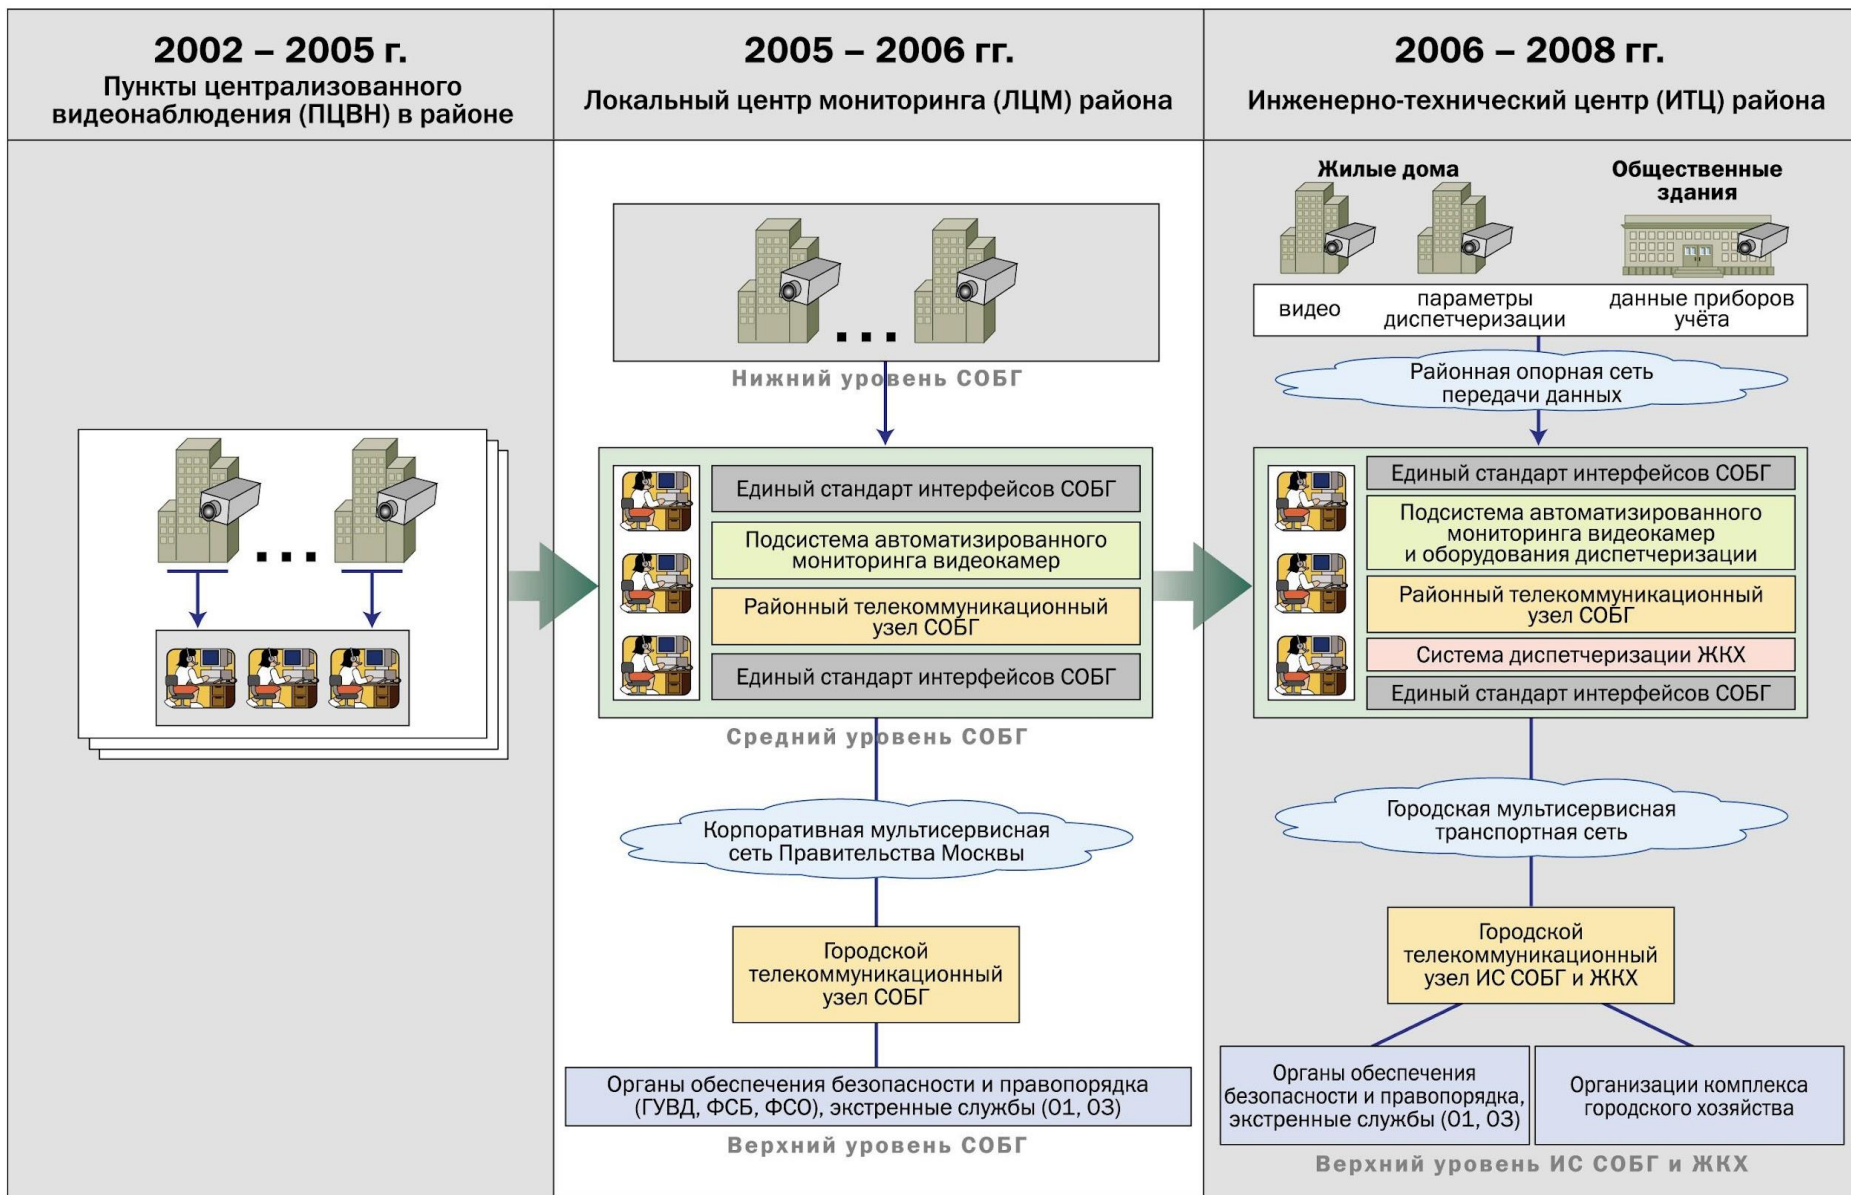 2002 – 2005 г.
Пункты централизованного
видеонаблюдения (ПЦВН) в районе
2005 – 2006 гг.
Локальный центр мониторинга (ЛЦМ) района
Нижний уровень СОБГ
Единый стандарт интерфейсов СОБГ
Подсистема автоматизированного
мониторинга видеокамер
Районный телекоммуникационный
узел СОБГ
Единый стандарт интерфейсов СОБГ
Средний уровень СОБГ
Корпоративная мультисервисная
сеть Правительства Москвы
Городской
телекоммуникационный
узел СОБГ
Органы обеспечения безопасности и правопорядка
(ГУВД, ФСБ, ФСО), экстренные службы (01, 03)
Верхний уровень СОБГ
2006 – 2008 гг.
Инженерно-технический центр (ИТЦ) района
Жилые дома
Общественные
здания
видео
параметры
диспетчеризации
данные приборов
учёта
Районная опорная сеть
передачи данных
Единый стандарт интерфейсов СОБГ
Подсистема автоматизированного
мониторинга видеокамер
и оборудования диспетчеризации
Районный телекоммуникационный
узел СОБГ
Система диспетчеризации ЖКХ
Единый стандарт интерфейсов СОБГ
Городская мультисервисная
транспортная сеть
Городской
телекоммуникационный
узел ИС СОБГ и ЖКХ
Органы обеспечения
безопасности и правопорядка,
экстренные службы (01, 03)
Организации комплекса
городского хозяйства
Верхний уровень ИС СОБГ и ЖКХ